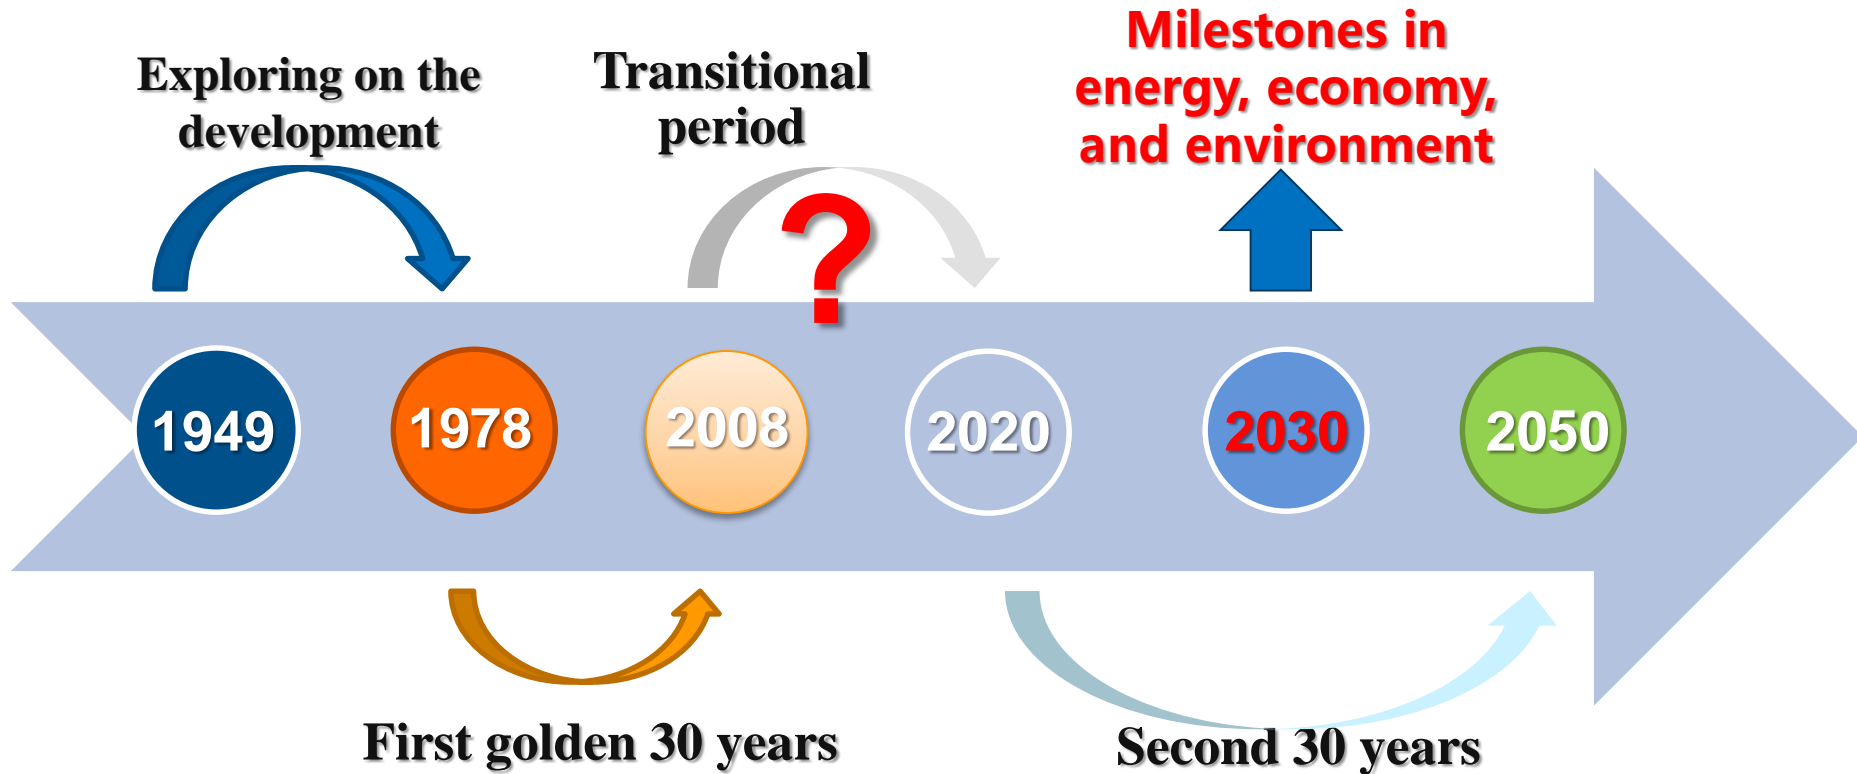 Exploring on the
development
Transitional
period
Milestones in
energy, economy,
and environment
?
1949
1978
2008
2020
2030
2050
First golden 30 years
Second 30 years